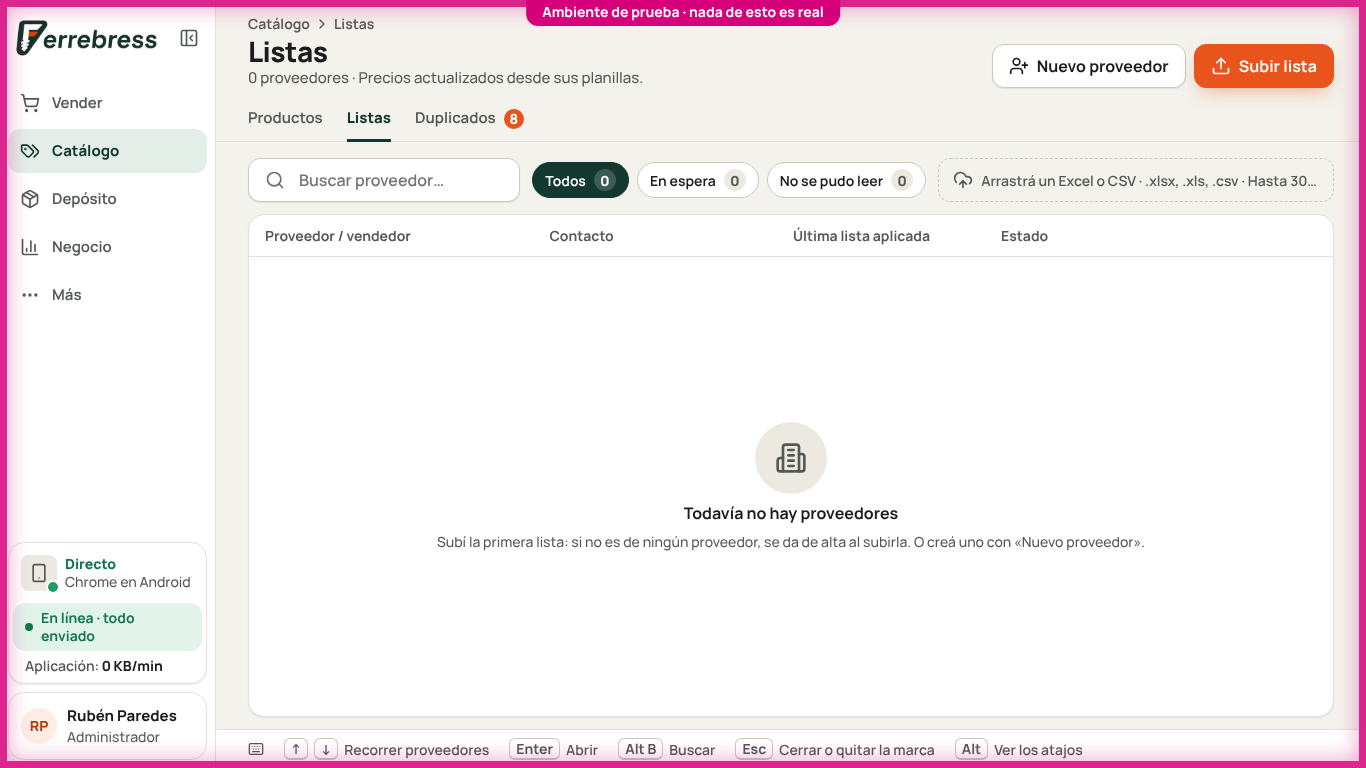 Ambiente de prueba · nada de esto es real
Ferrebress
Vender
Catálogo
Depósito
Negocio
Más
Directo
Chrome en Android
En línea · todo
enviado
Aplicación: 0 KB/min
RP
Rubén Paredes
Administrador
Catálogo > Listas
Listas
0 proveedores · Precios actualizados desde sus planillas.
Nuevo proveedor
Subir lista
Productos
Listas
Duplicados 8
Buscar proveedor…
Todos 0
En espera 0
No se pudo leer 0
Arrastrá un Excel o CSV · .xlsx, .xls, .csv · Hasta 30…
Proveedor / vendedor
Contacto
Última lista aplicada
Estado
Todavía no hay proveedores
Subí la primera lista: si no es de ningún proveedor, se da de alta al subirla. O creá uno con «Nuevo proveedor».
↑ ↓ Recorrer proveedores
Enter Abrir
Alt B Buscar
Esc Cerrar o quitar la marca
Alt Ver los atajos